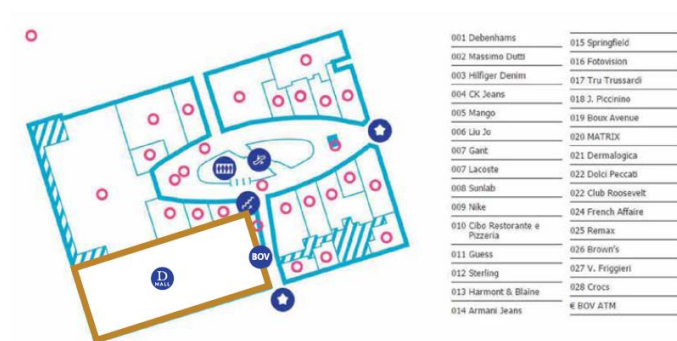 D
MALL
BOV
001 Debenhams
002 Massimo Dutti
003 Hilfiger Denim
004 CK Jeans
005 Mango
006 Liu Jo
007 Gant
007 Lacoste
008 Sunlab
009 Nike
010 Cibo Restorante e
Pizzeria
011 Guess
012 Sterling
013 Harmont & Blaine
014 Armani Jeans
015 Springfield
016 Fotovision
017 Tru Trussardi
018 J. Piccinino
019 Boux Avenue
020 MATRIX
021 Dermalogica
022 Dolci Peccati
022 Club Roosevelt
024 French Affaire
025 Remax
026 Brown's
027 V. Friggieri
028 Crocs
€ BOV ATM